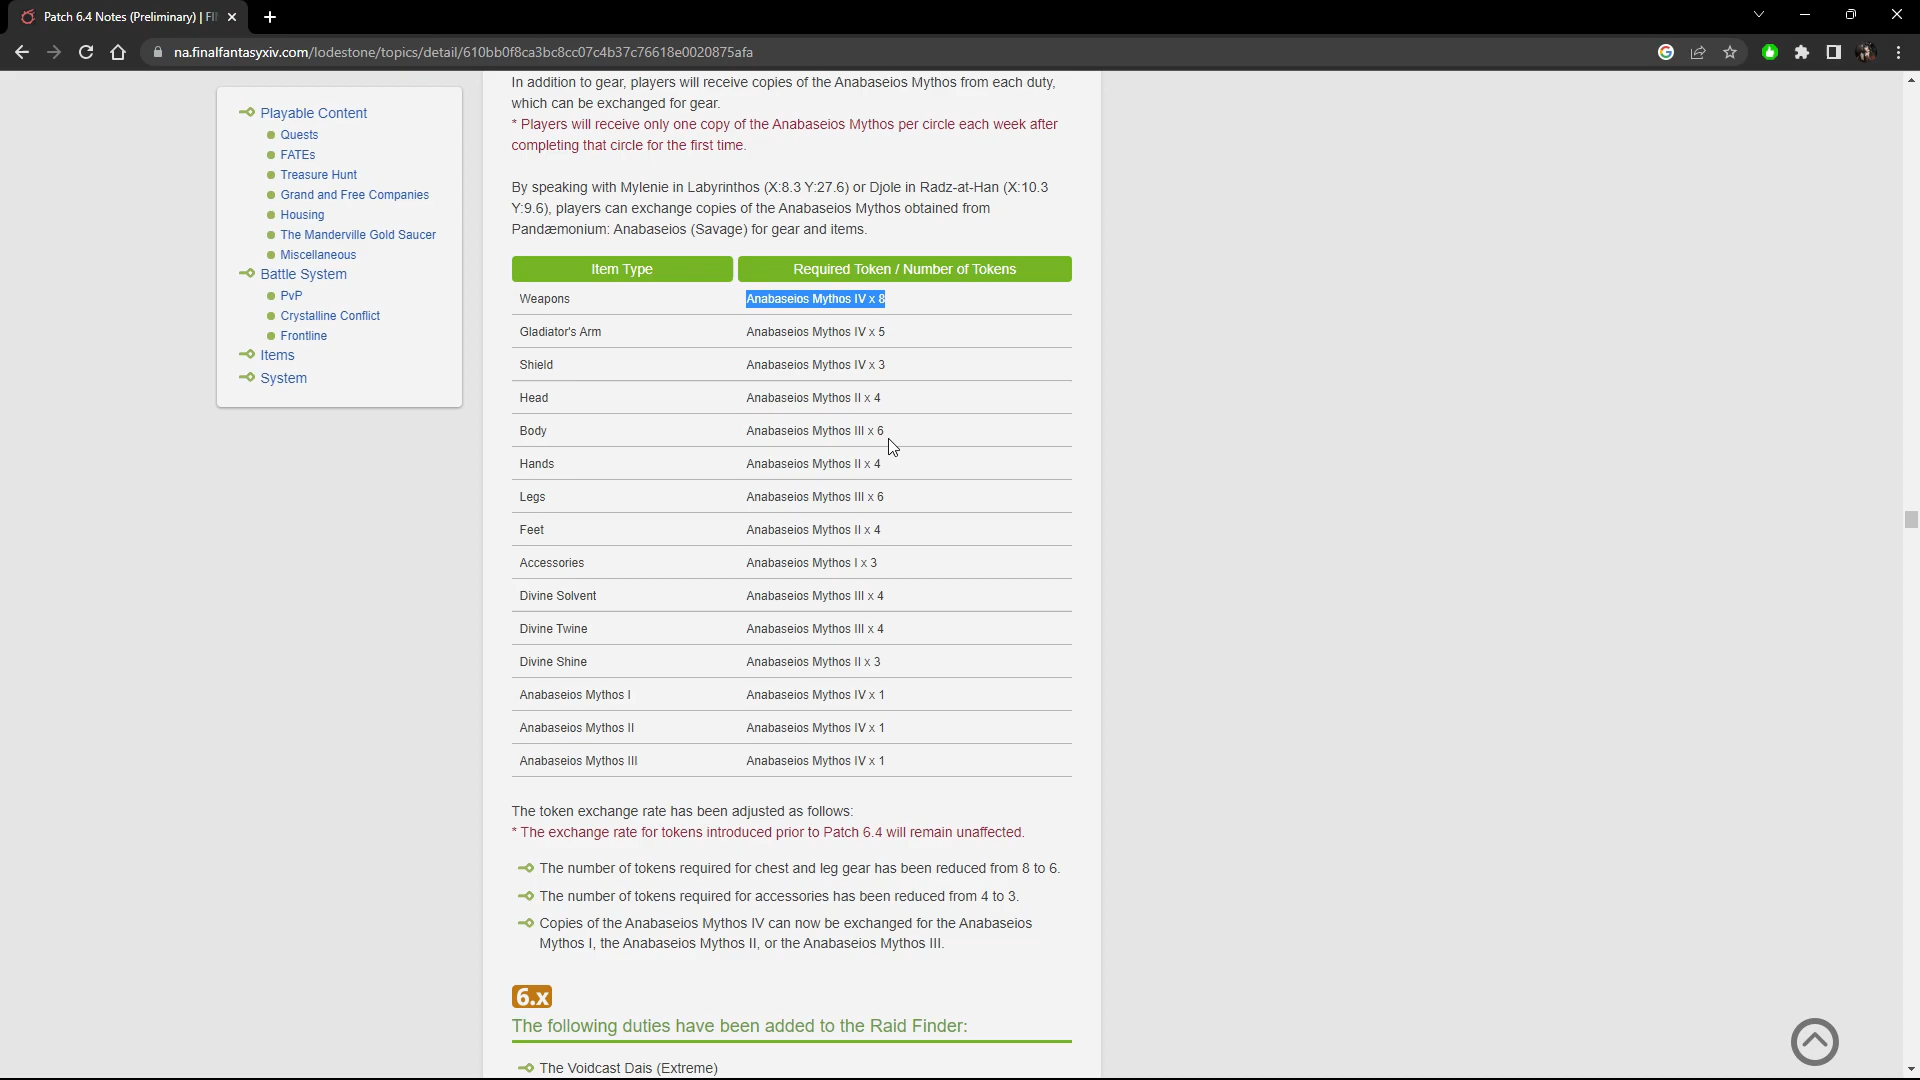 Patch 6.4 Notes (Preliminary) | FI
na.finalfantasyxiv.com/lodestone/topics/detail/610bb0f8ca3bc8cc07c4b37c76618e0020875afa
Playable Content
Quests
FATEs
Treasure Hunt
Grand and Free Companies
Housing
The Manderville Gold Saucer
Miscellaneous
Battle System
PvP
Crystalline Conflict
Frontline
Items
System
In addition to gear, players will receive copies of the Anabaseios Mythos from each duty,
which can be exchanged for gear.
* Players will receive only one copy of the Anabaseios Mythos per circle each week after
completing that circle for the first time.
By speaking with Mylenie in Labyrinthos (X:8.3 Y:27.6) or Djole in Radz-at-Han (X:10.3
Y:9.6), players can exchange copies of the Anabaseios Mythos obtained from
Pandæmonium: Anabaseios (Savage) for gear and items.
Item Type Required Token / Number of Tokens
Weapons Anabaseios Mythos IV x 8
Gladiator's Arm Anabaseios Mythos IV x 5
Shield Anabaseios Mythos IV x 3
Head Anabaseios Mythos II x 4
Body Anabaseios Mythos III x 6
Hands Anabaseios Mythos II x 4
Legs Anabaseios Mythos III x 6
Feet Anabaseios Mythos II x 4
Accessories Anabaseios Mythos I x 3
Divine Solvent Anabaseios Mythos III x 4
Divine Twine Anabaseios Mythos III x 4
Divine Shine Anabaseios Mythos II x 3
Anabaseios Mythos I Anabaseios Mythos IV x 1
Anabaseios Mythos II Anabaseios Mythos IV x 1
Anabaseios Mythos III Anabaseios Mythos IV x 1
The token exchange rate has been adjusted as follows:
* The exchange rate for tokens introduced prior to Patch 6.4 will remain unaffected.
The number of tokens required for chest and leg gear has been reduced from 8 to 6.
The number of tokens required for accessories has been reduced from 4 to 3.
Copies of the Anabaseios Mythos IV can now be exchanged for the Anabaseios
Mythos I, the Anabaseios Mythos II, or the Anabaseios Mythos III.
6.x
The following duties have been added to the Raid Finder:
The Voidcast Dais (Extreme)